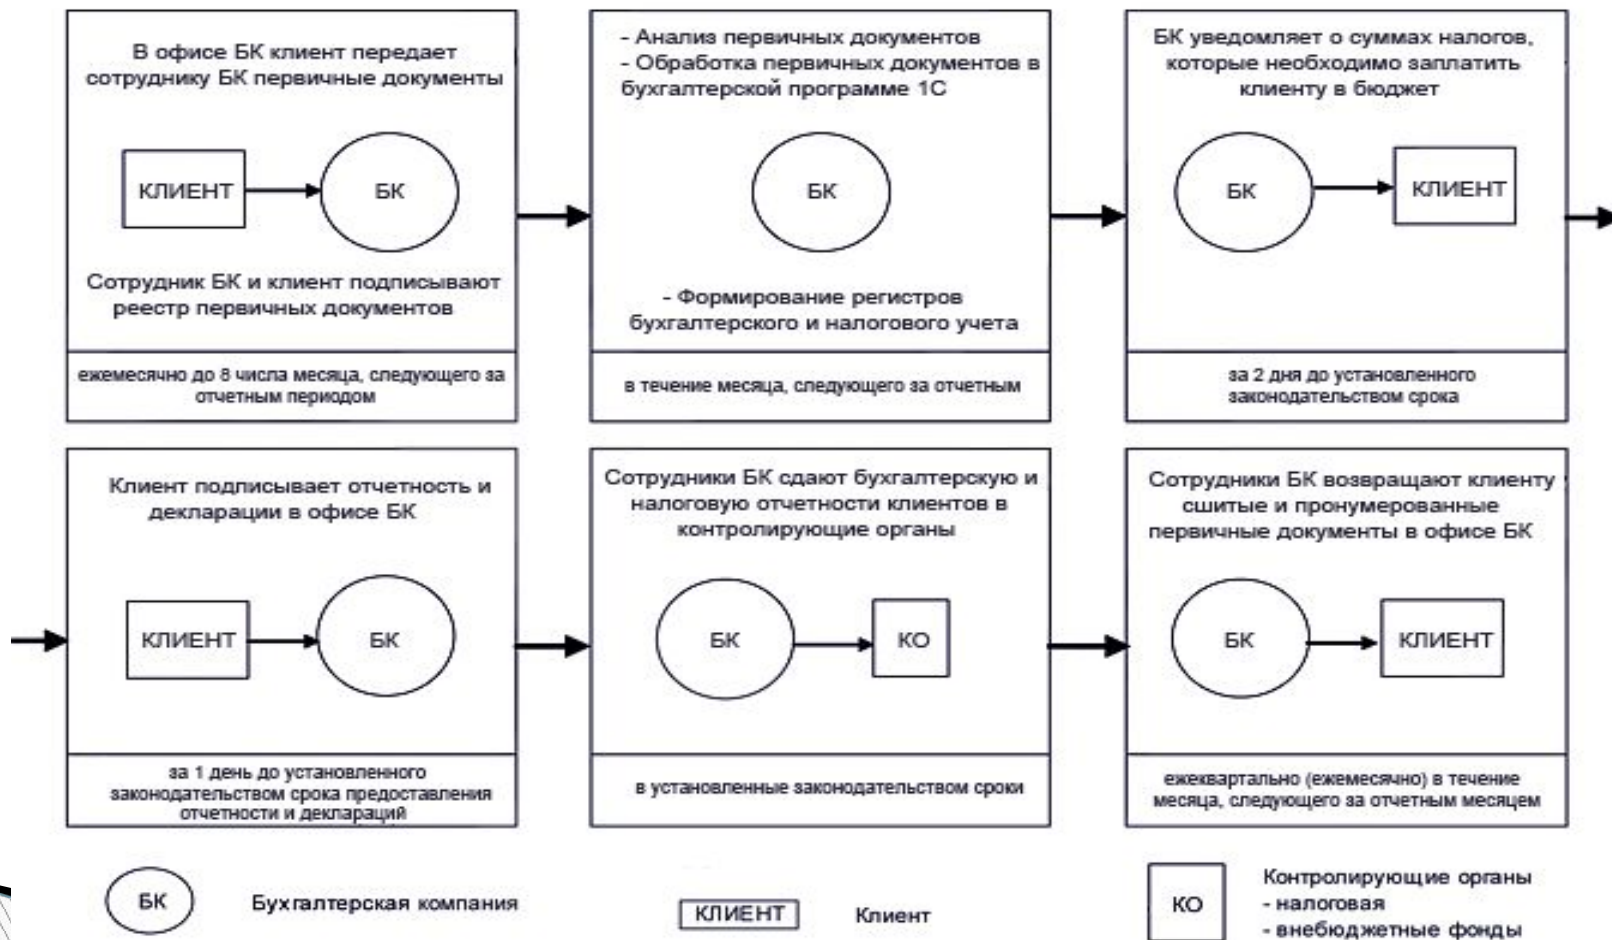 В офисе БК клиент передает
сотруднику БК первичные документы
КЛИЕНТ
БК
Сотрудник БК и клиент подписывают
реестр первичных документов
ежемесячно до 8 числа месяца, следующего за
отчетным периодом
- Анализ первичных документов
- Обработка первичных документов в
бухгалтерской программе 1С
БК
- Формирование регистров
бухгалтерского и налогового учета
в течение месяца, следующего за отчетным
БК уведомляет о суммах налогов,
которые необходимо заплатить
клиенту в бюджет
БК
КЛИЕНТ
за 2 дня до установленного
законодательством срока
Клиент подписывает отчетность и
декларации в офисе БК
КЛИЕНТ
БК
за 1 день до установленного
законодательством срока предоставления
отчетности и деклараций
Сотрудники БК сдают бухгалтерскую и
налоговую отчетности клиентов в
контролирующие органы
БК
КО
в установленные законодательством сроки
Сотрудники БК возвращают клиенту
сшитые и пронумерованные
первичные документы в офисе БК
БК
КЛИЕНТ
ежеквартально (ежемесячно) в течение
месяца, следующего за отчетным месяцем
БК
Бухгалтерская компания
КЛИЕНТ
Клиент
КО
Контролирующие органы
- налоговая
- внебюджетные фонды